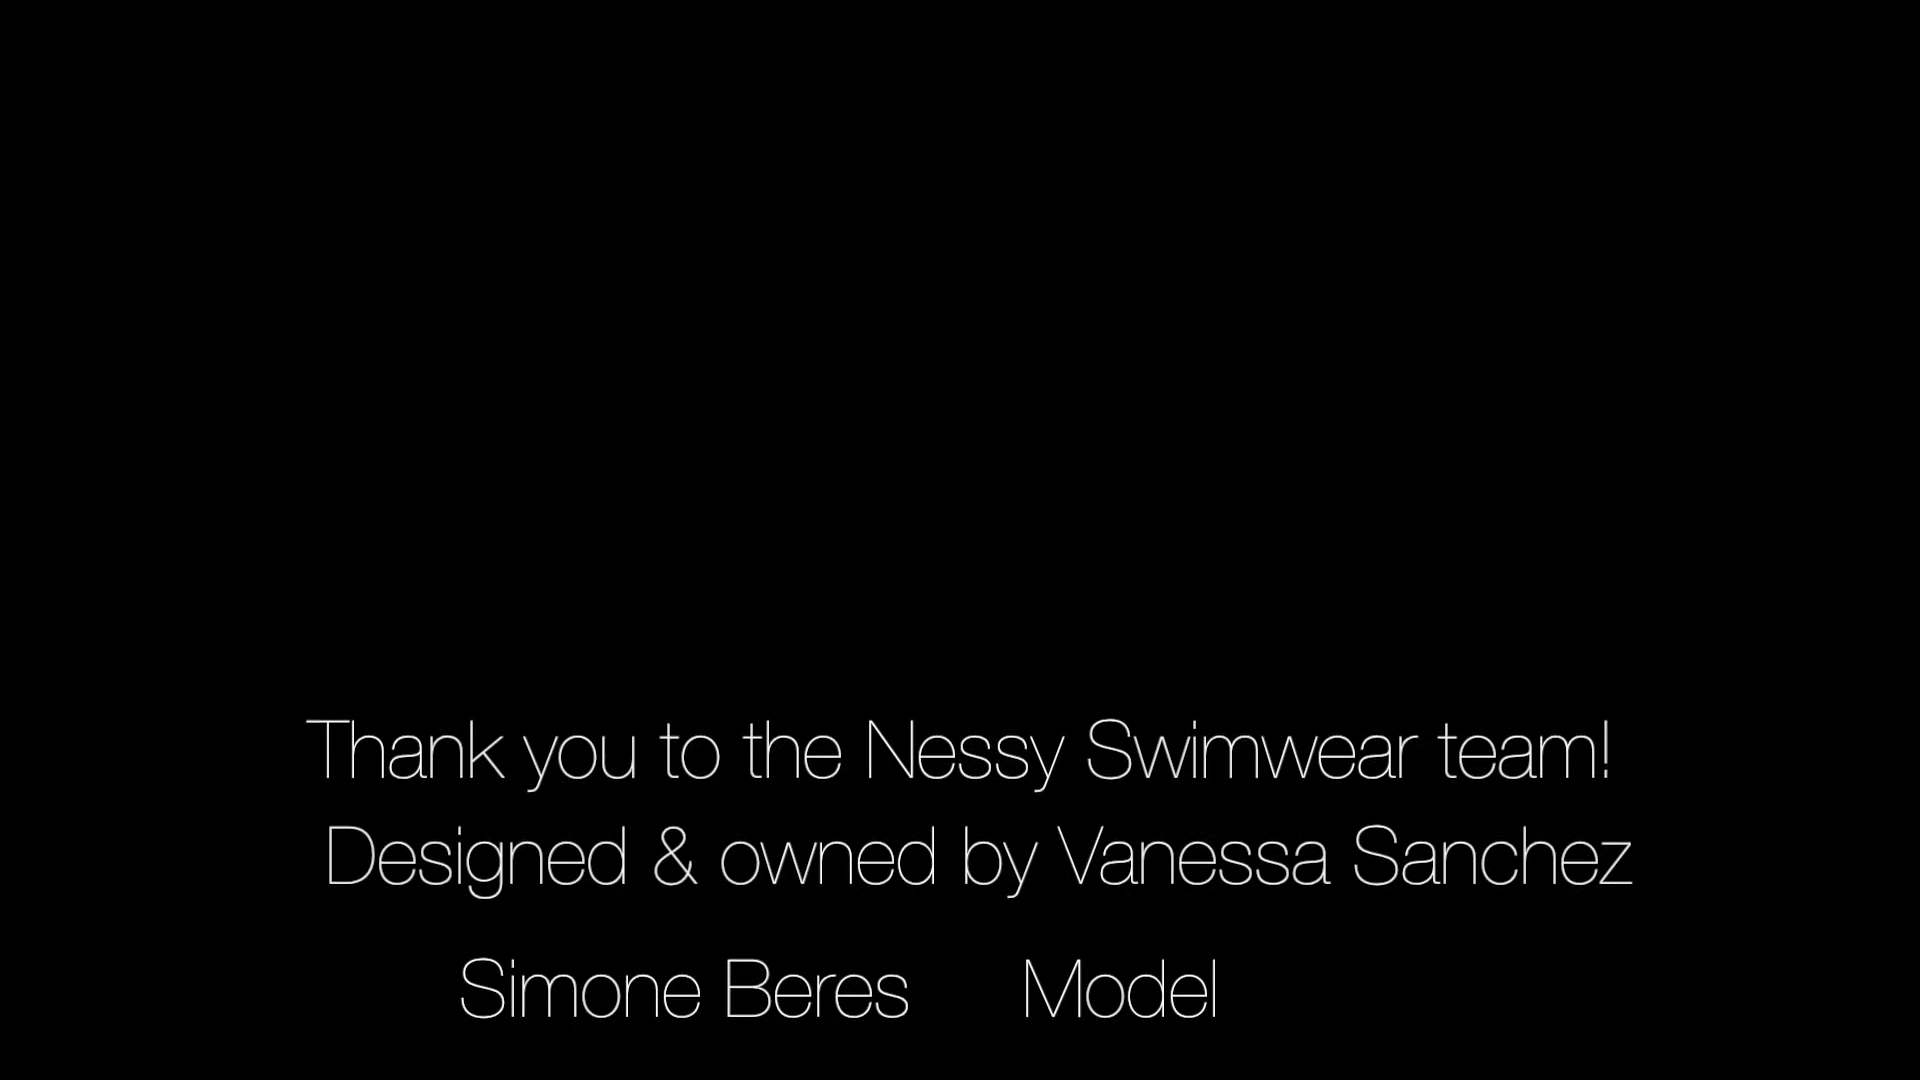 Thank you to the Nessy Swimwear team!
Designed & owned by Vanessa Sanchez
Simone Beres Model